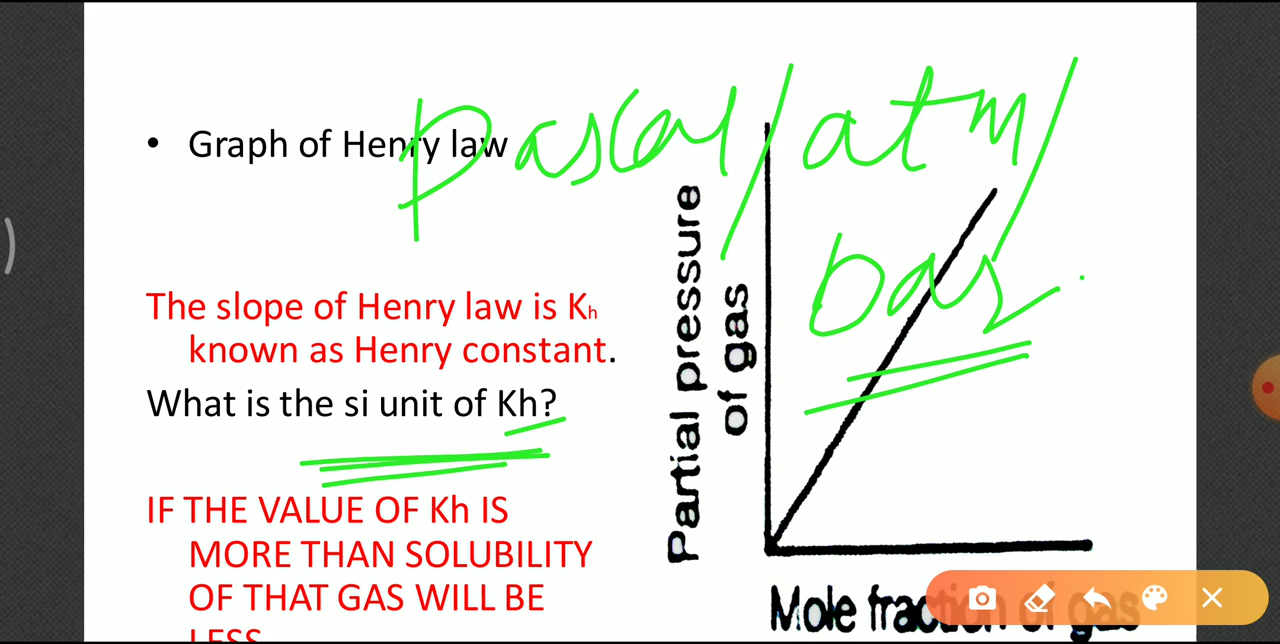 • Graph of Henry law
pascal/atm/
bar
The slope of Henry law is Kh
known as Henry constant.
What is the si unit of Kh?
IF THE VALUE OF Kh IS
MORE THAN SOLUBILITY
OF THAT GAS WILL BE
LESS
Partial pressure
of gas
Mole fraction of gas